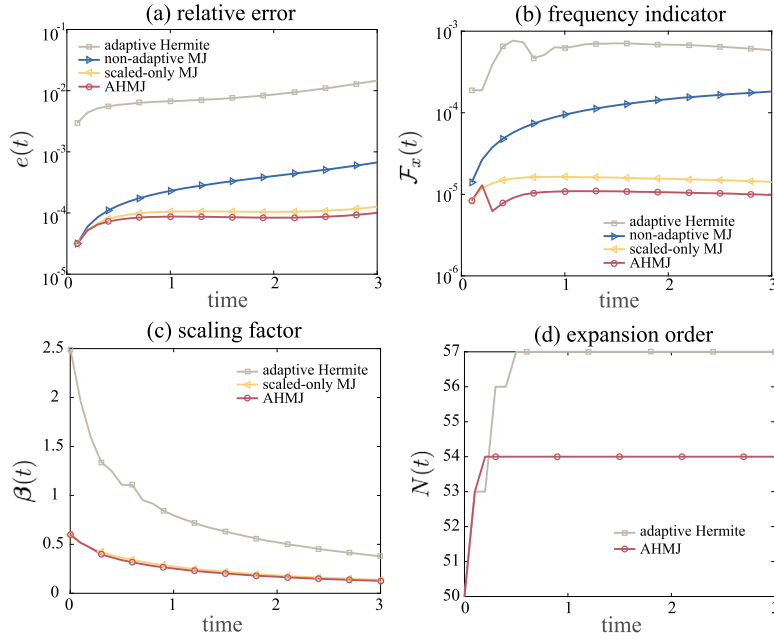 (a) relative error
10^-1
10^-2
10^-3
10^-4
10^-5
e(t)
adaptive Hermite
non-adaptive MJ
scaled-only MJ
AHMJ
0 1 2 3
time
(b) frequency indicator
10^-3
10^-4
10^-5
10^-6
F_x(t)
adaptive Hermite
non-adaptive MJ
scaled-only MJ
AHMJ
0 1 2 3
time
(c) scaling factor
2.5
2
1.5
1
0.5
0
β(t)
adaptive Hermite
scaled-only MJ
AHMJ
0 1 2 3
time
(d) expansion order
57
56
55
54
53
52
51
50
N(t)
adaptive Hermite
AHMJ
0 1 2 3
time